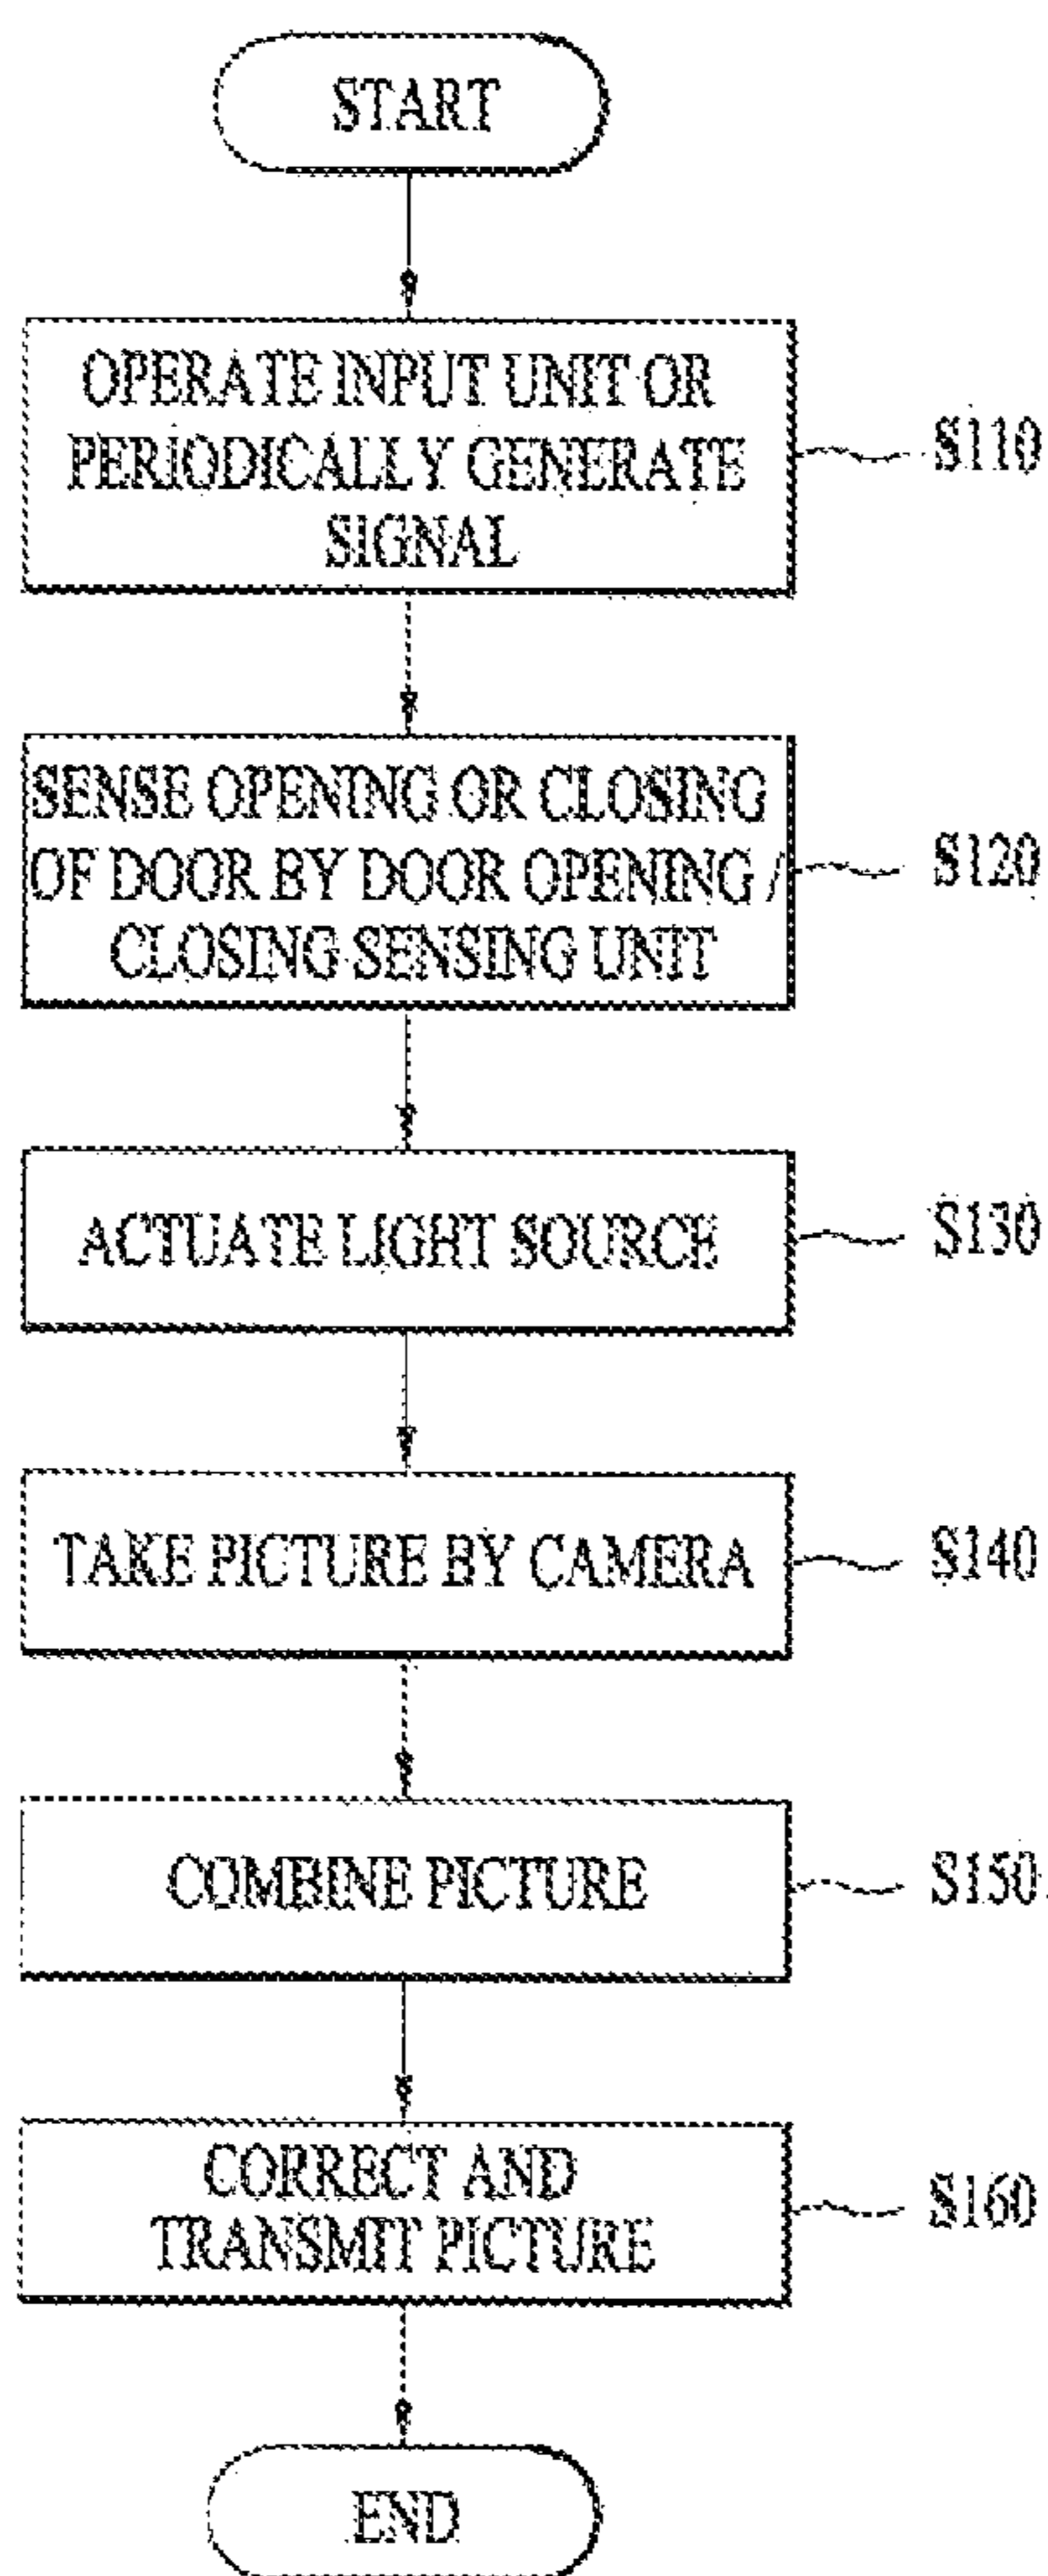 START
OPERATE INPUT UNIT OR
PERIODICALLY GENERATE
SIGNAL
S110
SENSE OPENING OR CLOSING
OF DOOR BY DOOR OPENING /
CLOSING SENSING UNIT
S120
ACTUATE LIGHT SOURCE
S130
TAKE PICTURE BY CAMERA
S140
COMBINE PICTURE
S150
CORRECT AND
TRANSMIT PICTURE
S160
END